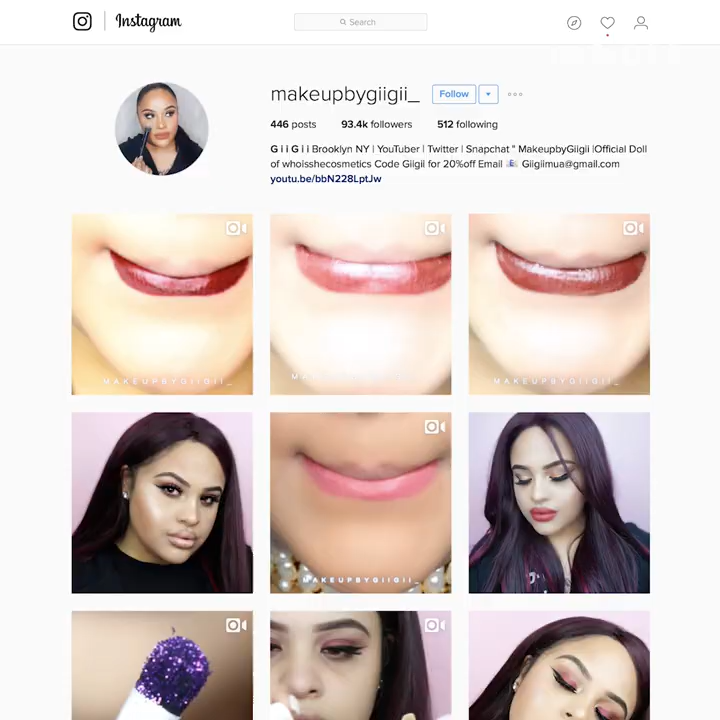 Instagram
Search
makeupbygiigii_
Follow
446 posts 93.4k followers 512 following
G i i G i i Brooklyn NY | YouBuber | Twitter | Snapchat " MakeupbyGiigii |Official Doll
of whoisshecosmetics Code Giigii for 20%off Email 📧 Giigiimua@gmail.com
youtu.be/bbN228LptJw
MAKEUPBYGIIGII_
MAKEUPBYGIIGII_
MAKEUPBYGIIGII_